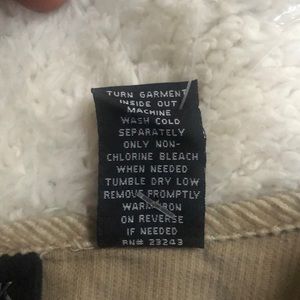 TURN GARMENT
INSIDE OUT
MACHINE
WASH COLD
SEPARATELY
ONLY NON-
CHLORINE BLEACH
WHEN NEEDED
TUMBLE DRY LOW
REMOVE PROMPTLY
WARM IRON
ON REVERSE
IF NEEDED
RN# 23243